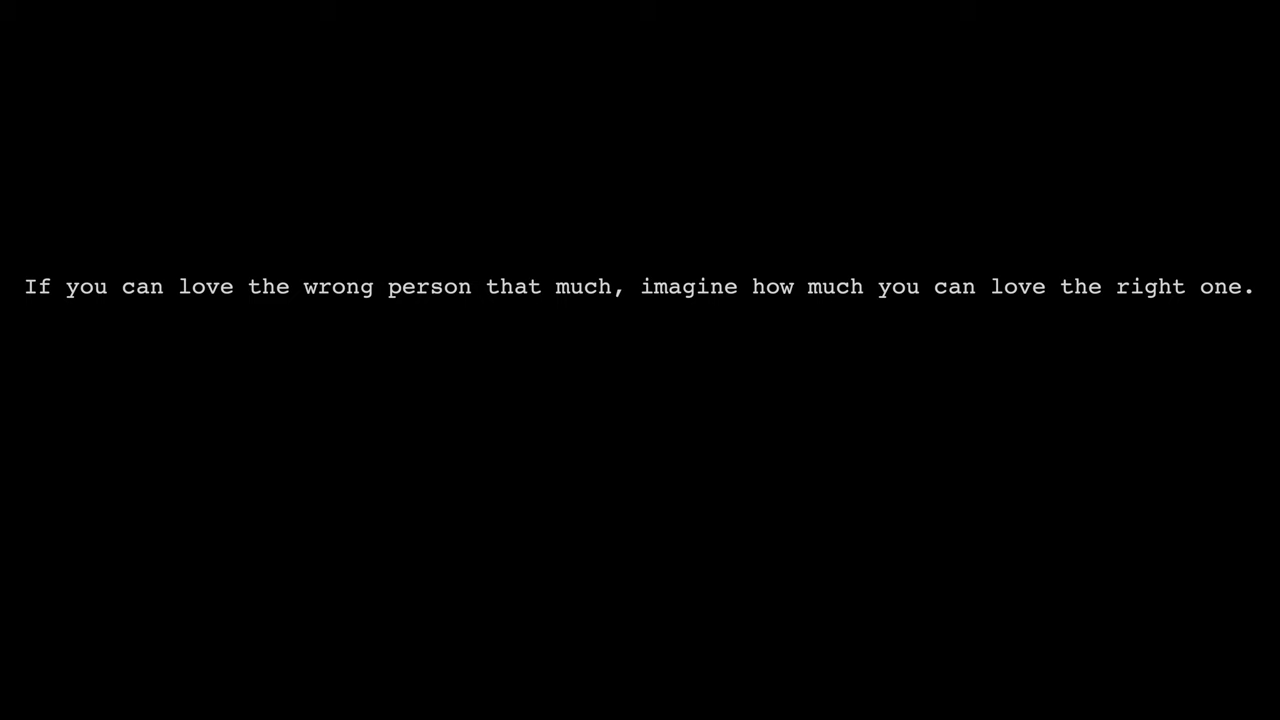 If you can love the wrong person that much, imagine how much you can love the right one.